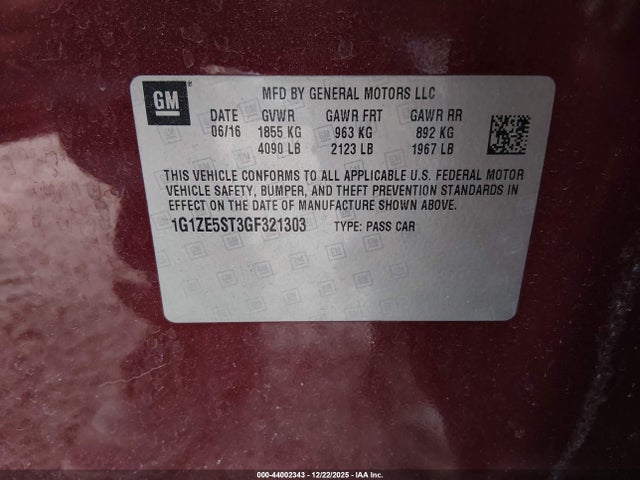 GM
MFD BY GENERAL MOTORS LLC
DATE GVWR GAWR FRT GAWR RR
06/16 1855 KG 963 KG 892 KG
4090 LB 2123 LB 1967 LB
THIS VEHICLE CONFORMS TO ALL APPLICABLE U.S. FEDERAL MOTOR
VEHICLE SAFETY, BUMPER, AND THEFT PREVENTION STANDARDS
IN EFFECT ON THE DATE OF MANUFACTURE SHOWN ABOVE.
1G1ZE5ST3GF321303 TYPE: PASS CAR
000-44002343 - 12/22/2025 - IAA Inc.